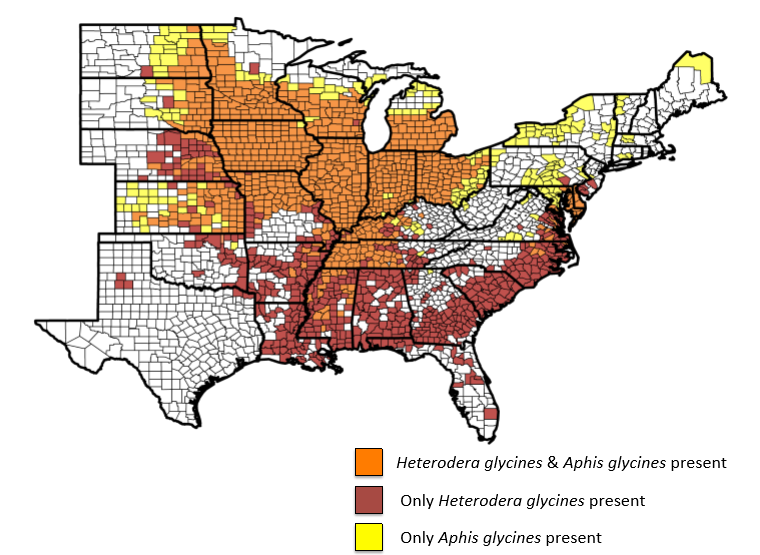 Heterodera glycines & Aphis glycines present
Only Heterodera glycines present
Only Aphis glycines present